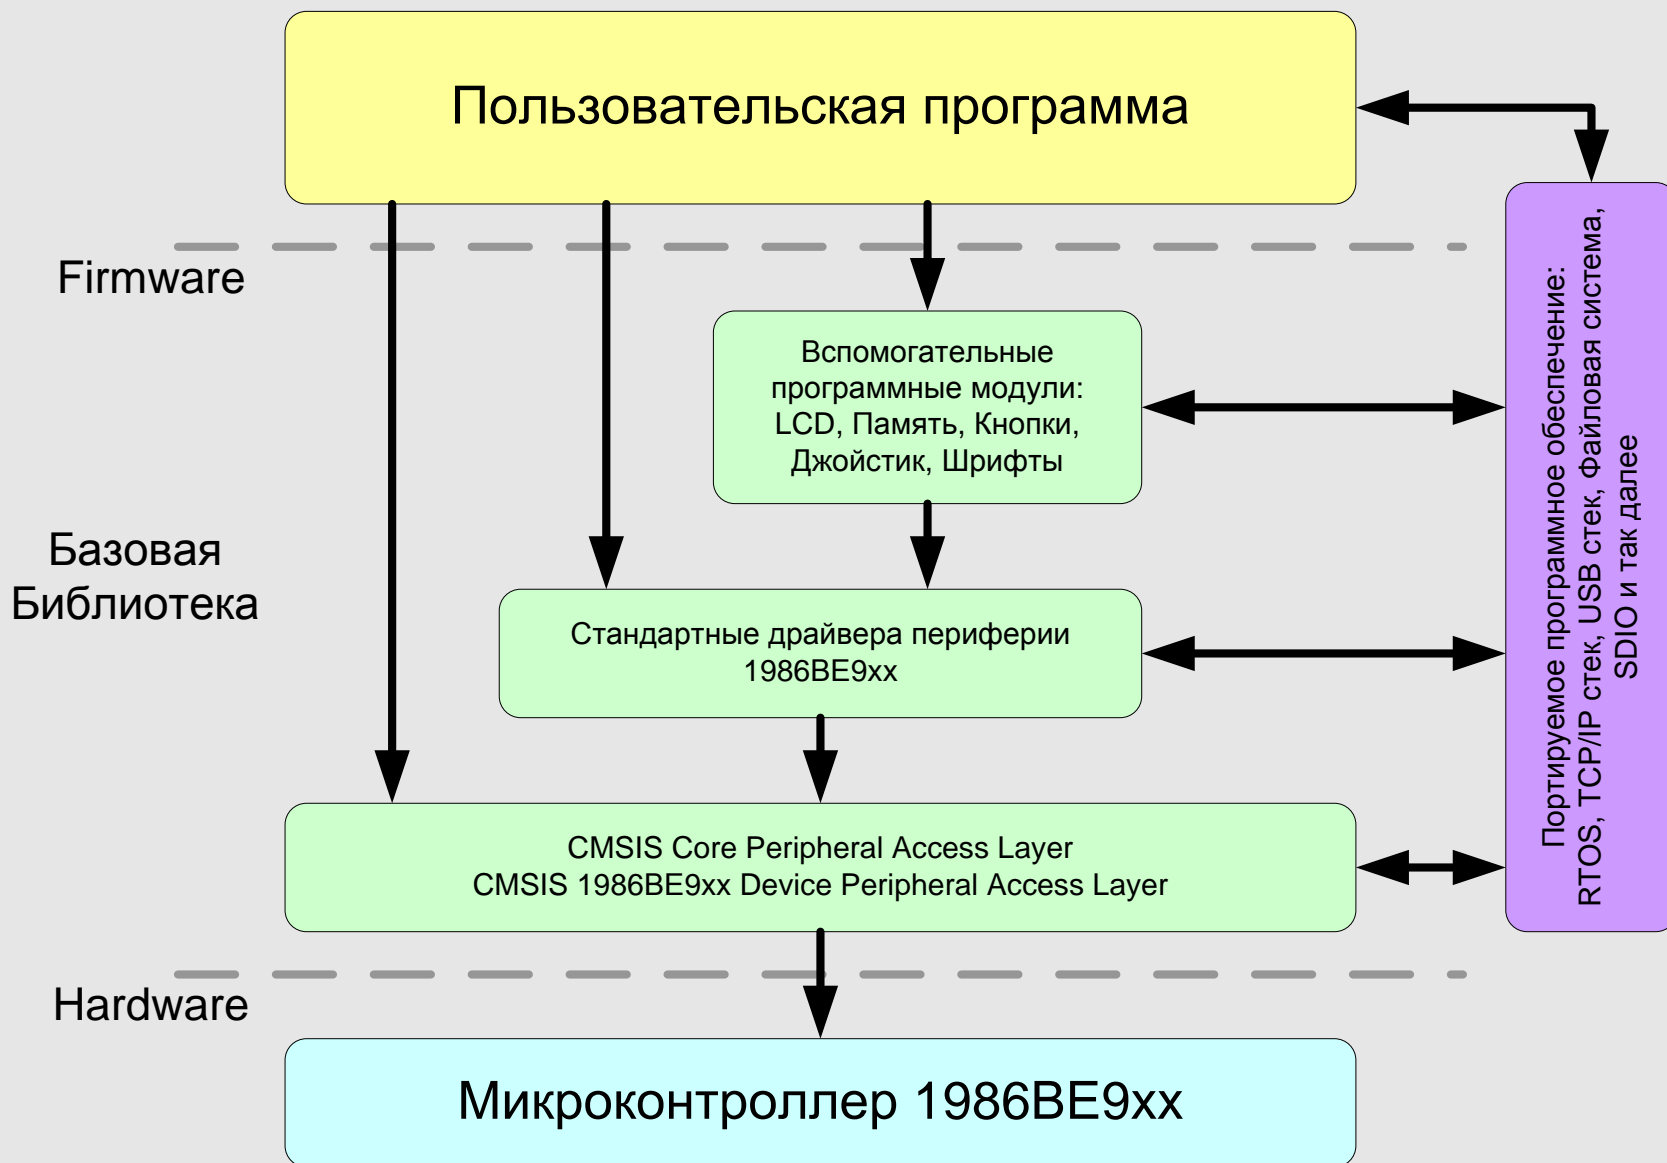 Пользовательская программа
Firmware
Вспомогательные
программные модули:
LCD, Память, Кнопки,
Джойстик, Шрифты
Базовая
Библиотека
Стандартные драйвера периферии
1986BE9xx
CMSIS Core Peripheral Access Layer
CMSIS 1986BE9xx Device Peripheral Access Layer
Портируемое программное обеспечение:
RTOS, TCP/IP стек, USB стек, Файловая система,
SDIO и так далее
Hardware
Микроконтроллер 1986BE9xx